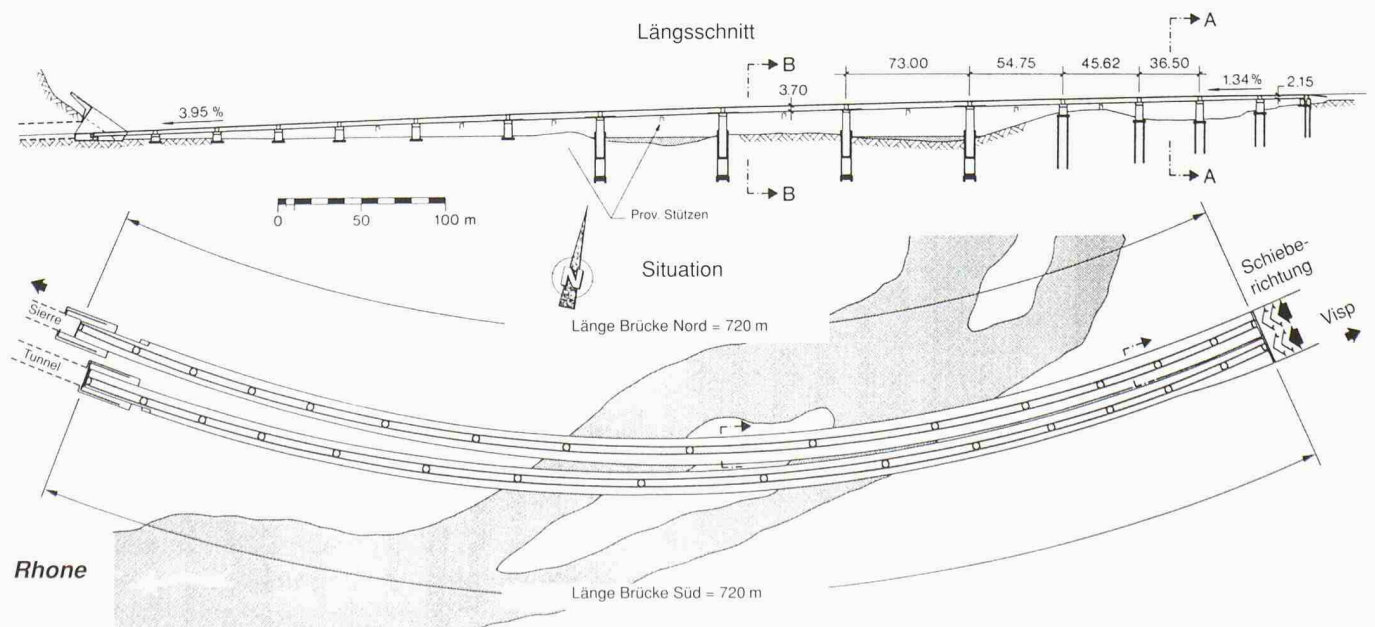 Längsschnitt
A
B
73.00
54.75
45.62
36.50
3.95 %
3.70
1.34 %
2.15
B
A
0
50
100 m
Prov. Stützen
N
Situation
Schiebe-
richtung
Länge Brücke Nord = 720 m
Sierre
Visp
Tunnel
Rhone
Länge Brücke Süd = 720 m